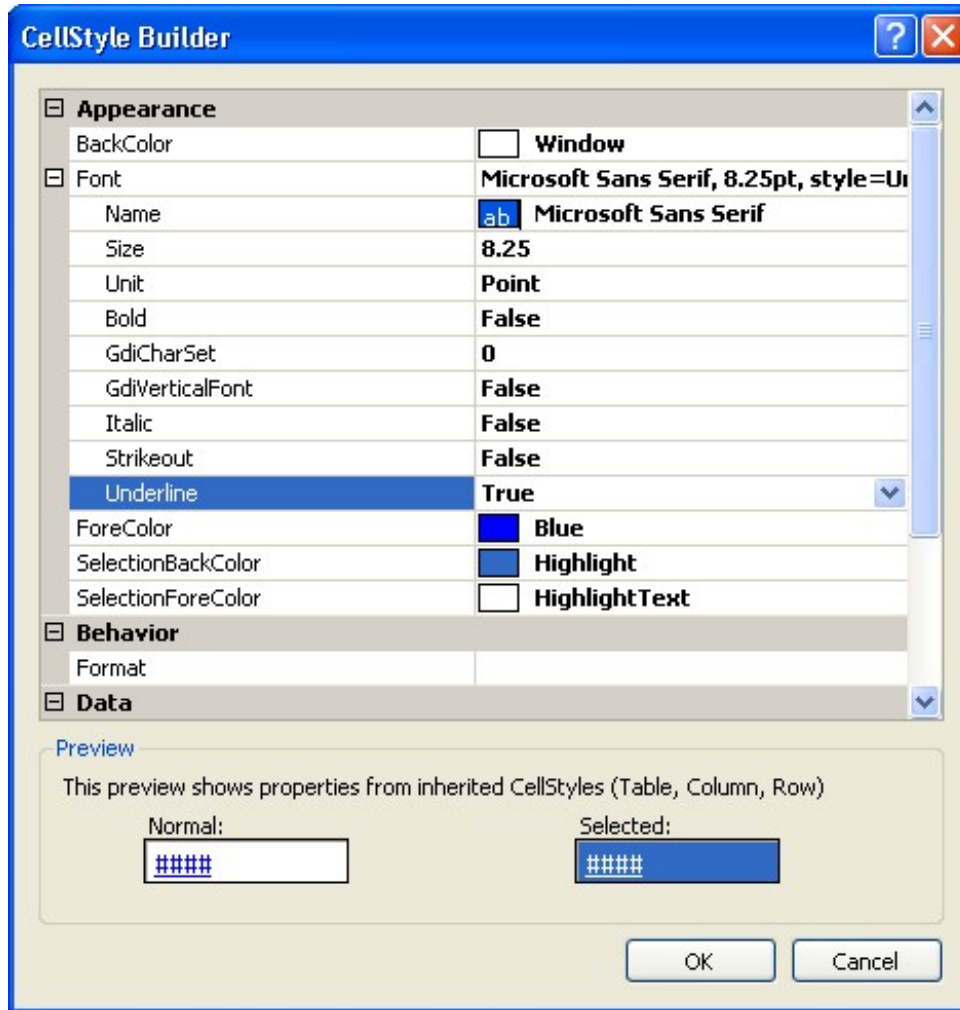 CellStyle Builder
Appearance
BackColor Window
Font Microsoft Sans Serif, 8.25pt, style=Un
Name ab Microsoft Sans Serif
Size 8.25
Unit Point
Bold False
GdiCharSet 0
GdiVerticalFont False
Italic False
Strikeout False
Underline True
ForeColor Blue
SelectionBackColor Highlight
SelectionForeColor HighlightText
Behavior
Format
Data
Preview
This preview shows properties from inherited CellStyles (Table, Column, Row)
Normal: Selected:
#### ####
OK Cancel